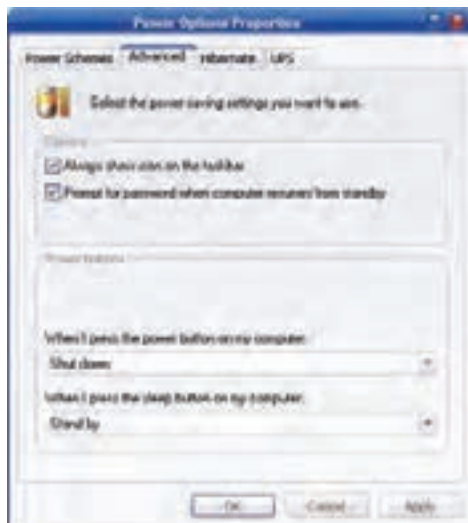 Power Options Properties
Power Schemes Advanced Hibernate UPS
Select the power saving settings you want to use.
Options
Always show icon on the taskbar
Prompt for password when computer resumes from standby
Power buttons
When I press the power button on my computer:
Shut down
When I press the sleep button on my computer:
Stand by
OK Cancel Apply